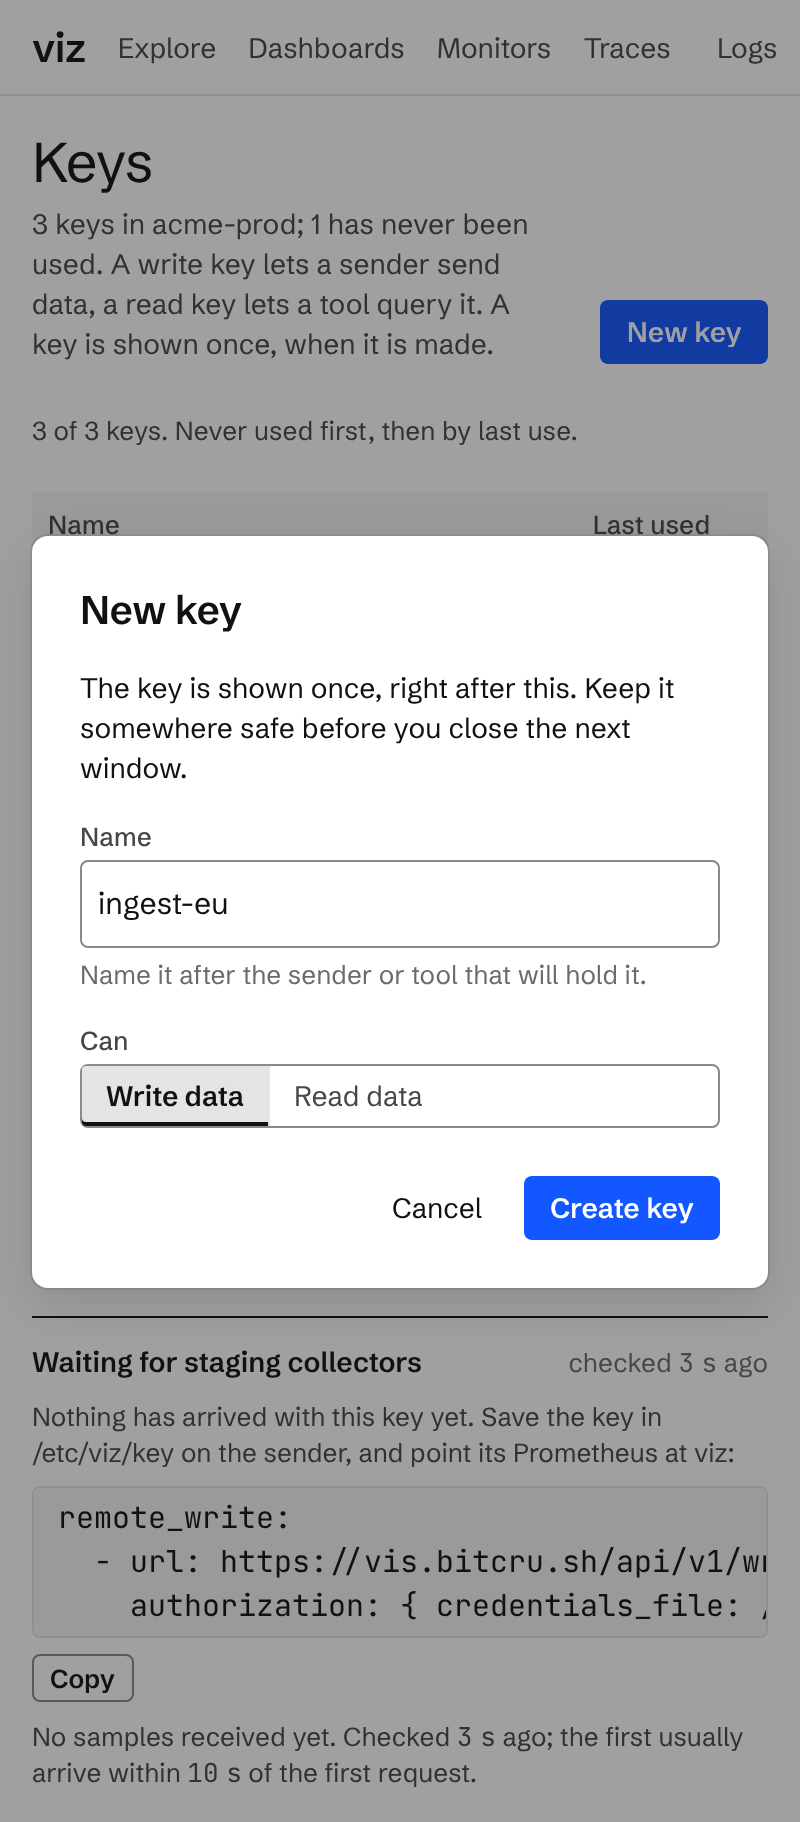 viz Explore Dashboards Monitors Traces Logs
Keys
3 keys in acme-prod; 1 has never been
used. A write key lets a sender send
data, a read key lets a tool query it. A
key is shown once, when it is made.
New key
3 of 3 keys. Never used first, then by last use.
Name Last used
New key
The key is shown once, right after this. Keep it
somewhere safe before you close the next
window.
Name
ingest-eu
Name it after the sender or tool that will hold it.
Can
Write data Read data
Cancel Create key
Waiting for staging collectors checked 3 s ago
Nothing has arrived with this key yet. Save the key in
/etc/viz/key on the sender, and point its Prometheus at viz:
remote_write:
- url: https://vis.bitcru.sh/api/v1/
authorization: { credentials_file: /
Copy
No samples received yet. Checked 3 s ago; the first usually
arrive within 10 s of the first request.